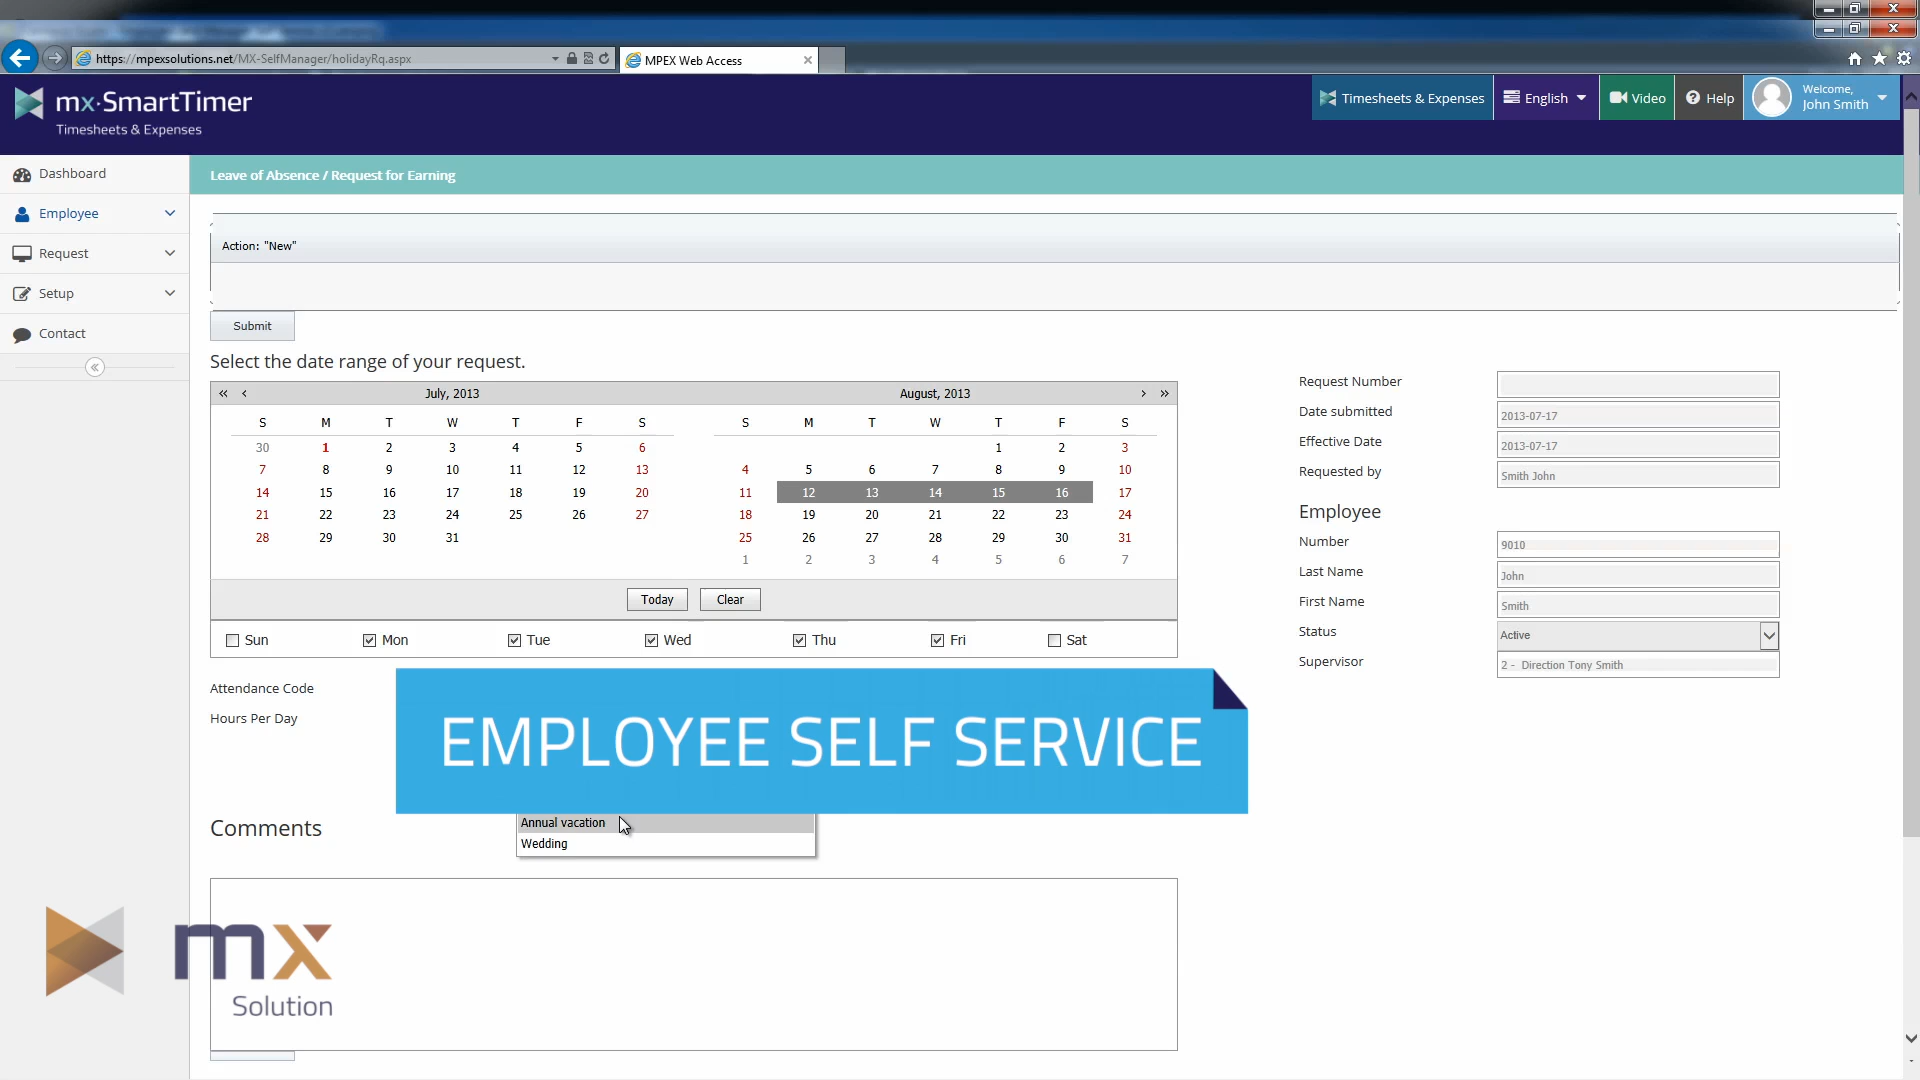 https://mpexsolutions.net/MX-SelfManager/holidayRq.aspx
MPEX Web Access
mx·SmartTimer
Timesheets & Expenses
Timesheets & Expenses
English
Video
Help
Welcome,
John Smith
Dashboard
Employee
Request
Setup
Contact
Leave of Absence / Request for Earning
Action: "New"
Submit
Select the date range of your request.
« ‹ July, 2013 August, 2013 › »
S M T W T F S S M T W T F S
30 1 2 3 4 5 6 1 2 3
7 8 9 10 11 12 13 4 5 6 7 8 9 10
14 15 16 17 18 19 20 11 12 13 14 15 16 17
21 22 23 24 25 26 27 18 19 20 21 22 23 24
28 29 30 31 25 26 27 28 29 30 31
1 2 3 4 5 6 7
Today Clear
Sun Mon Tue Wed Thu Fri Sat
Attendance Code
Hours Per Day
EMPLOYEE SELF SERVICE
Annual vacation
Wedding
Comments
Request Number
Date submitted 2013-07-17
Effective Date 2013-07-17
Requested by Smith John
Employee
Number 9010
Last Name John
First Name Smith
Status Active
Supervisor 2 - Direction Tony Smith
mx
Solution